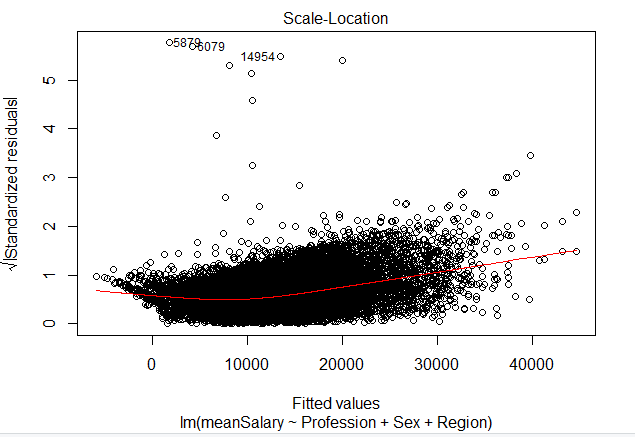 Scale-Location
5879
6079
14954
√|Standardized residuals|
5
4
3
2
1
0
0 10000 20000 30000 40000
Fitted values
lm(meanSalary ~ Profession + Sex + Region)